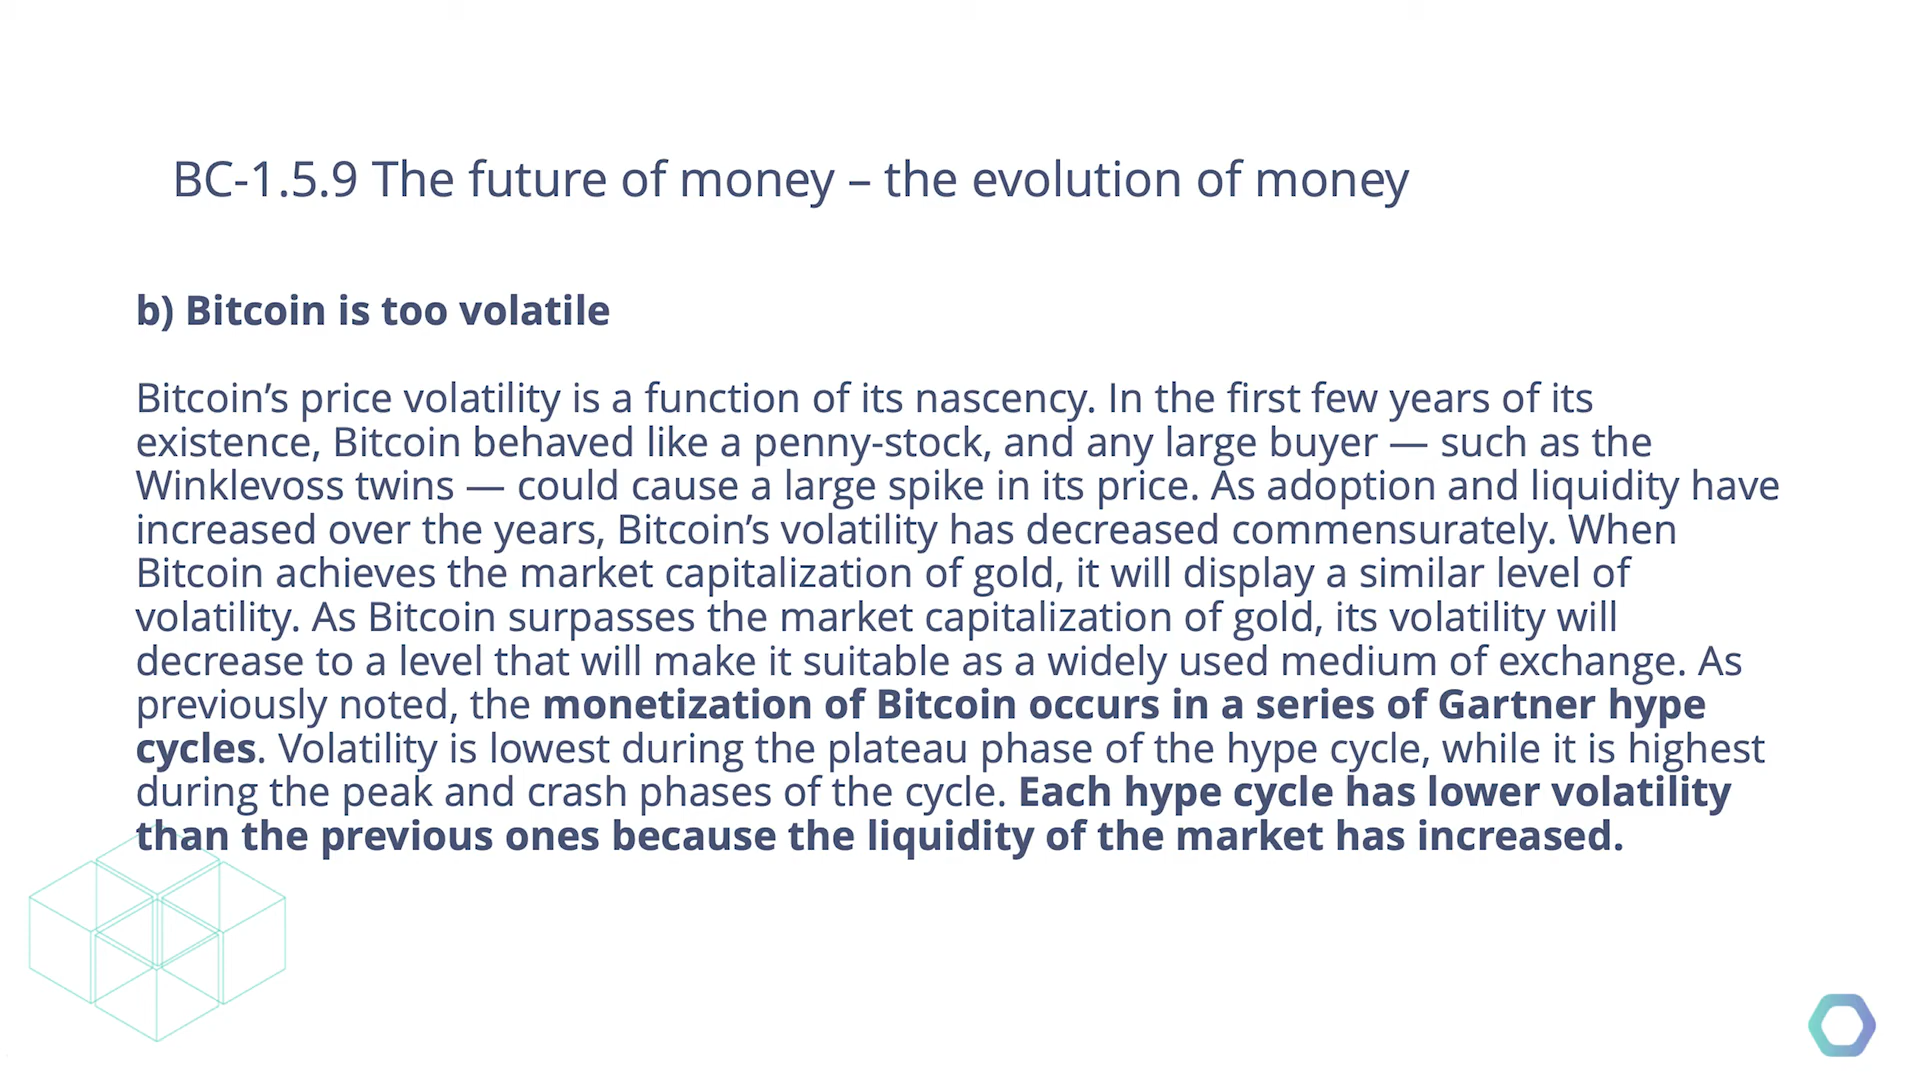 BC-1.5.9 The future of money – the evolution of money
b) Bitcoin is too volatile
Bitcoin’s price volatility is a function of its nascency. In the first few years of its
existence, Bitcoin behaved like a penny-stock, and any large buyer — such as the
Winklevoss twins — could cause a large spike in its price. As adoption and liquidity have
increased over the years, Bitcoin’s volatility has decreased commensurately. When
Bitcoin achieves the market capitalization of gold, it will display a similar level of
volatility. As Bitcoin surpasses the market capitalization of gold, its volatility will
decrease to a level that will make it suitable as a widely used medium of exchange. As
previously noted, the monetization of Bitcoin occurs in a series of Gartner hype
cycles. Volatility is lowest during the plateau phase of the hype cycle, while it is highest
during the peak and crash phases of the cycle. Each hype cycle has lower volatility
than the previous ones because the liquidity of the market has increased.